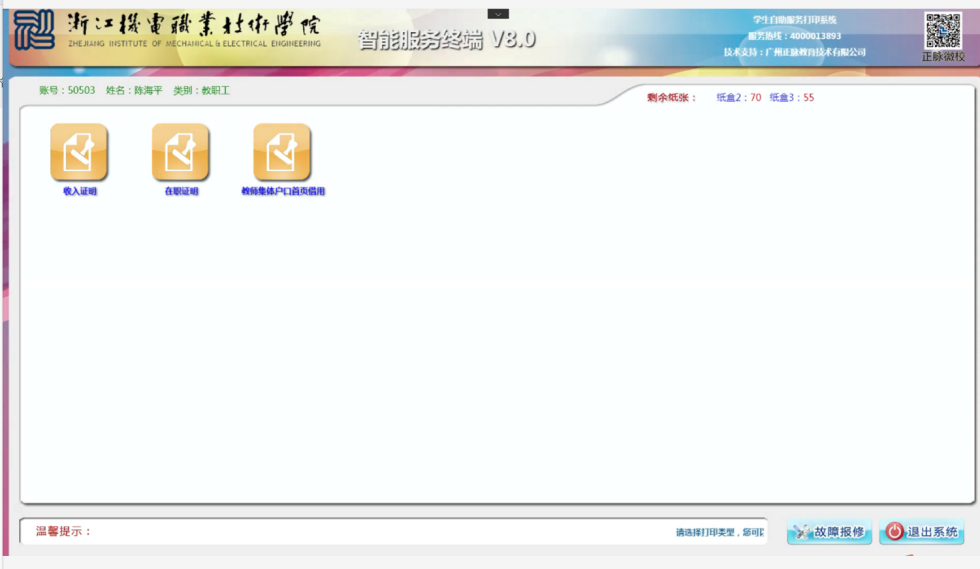 浙江機電職業技術學院
ZHEJIANG INSTITUTE OF MECHANICAL & ELECTRICAL ENGINEERING
智能服务终端 V8.0
学生自助服务打印系统
服务热线：4000013893
技术支持：广州正脉教育技术有限公司
正脉微校
账号：50503 姓名：陈海平 类别：教职工
剩余纸张： 纸盒2：70 纸盒3：55
收入证明
在职证明
教师集体户口首页借用
温馨提示：
请选择打印类型，您可
故障报修
退出系统